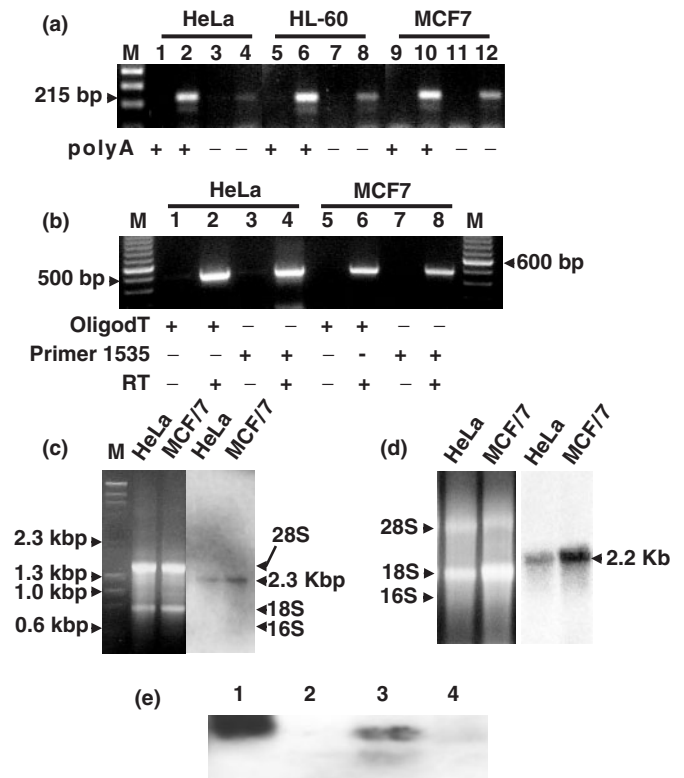 (a)
HeLa HL-60 MCF7
M 1 2 3 4 5 6 7 8 9 10 11 12
215 bp
polyA + + – – + + – – + + – –
(b)
HeLa MCF7
M 1 2 3 4 5 6 7 8 M
500 bp
600 bp
OligodT + + – – + + – –
Primer 1535 – – + + – - + +
RT – + – + – + – +
(c)
M HeLa MCF/7 HeLa MCF/7
2.3 kbp
1.3 kbp
1.0 kbp
0.6 kbp
28S
2.3 Kbp
18S
16S
(d)
HeLa MCF/7 HeLa MCF/7
28S
18S
16S
2.2 Kb
(e)
1 2 3 4